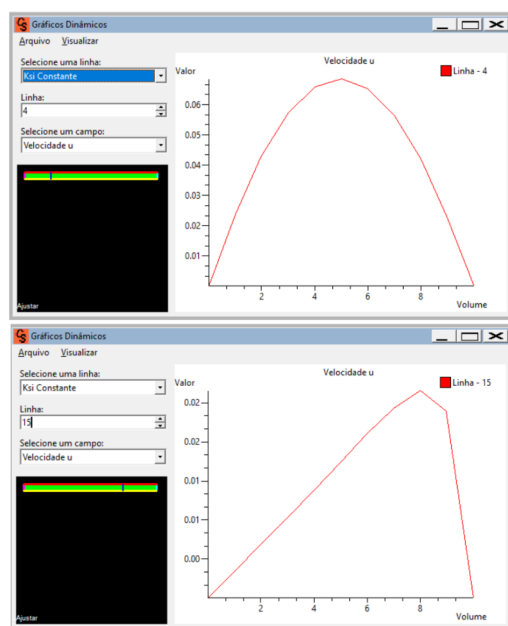 Gráficos Dinâmicos
Arquivo Visualizar
Selecione uma linha:
Ksi Constante
Linha:
4
Selecione um campo:
Velocidade u
Ajustar
Velocidade u
Valor
Linha - 4
0.06
0.05
0.04
0.03
0.02
0.01
2 4 6 8
Volume
Gráficos Dinâmicos
Arquivo Visualizar
Selecione uma linha:
Ksi Constante
Linha:
15
Selecione um campo:
Velocidade u
Ajustar
Velocidade u
Valor
Linha - 15
0.02
0.02
0.01
0.01
0.00
2 4 6 8
Volume